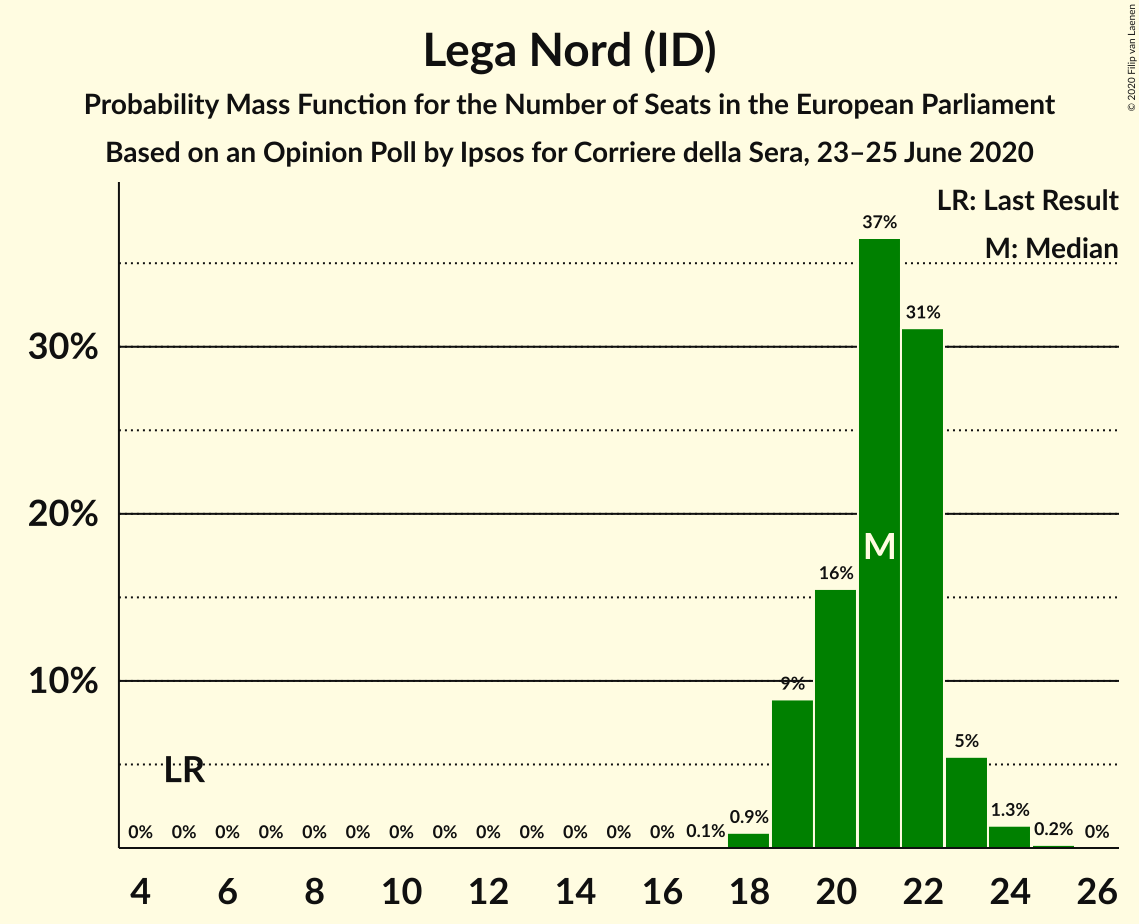 Lega Nord (ID)
Probability Mass Function for the Number of Seats in the European Parliament
Based on an Opinion Poll by Ipsos for Corriere della Sera, 23–25 June 2020
© 2020 Filip van Laenen
LR: Last Result
M: Median
37%
31%
30%
20%
M
16%
10%
9%
5%
LR
0% 0% 0% 0% 0% 0% 0% 0% 0% 0% 0% 0% 0% 0.1% 0.9% 1.3% 0.2% 0%
4 6 8 10 12 14 16 18 20 22 24 26